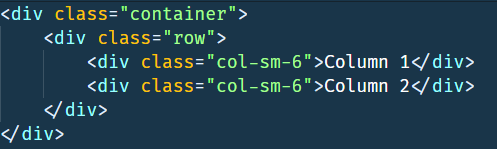 <div class="container">
    <div class="row">
        <div class="col-sm-6">Column 1</div>
        <div class="col-sm-6">Column 2</div>
    </div>
</div>